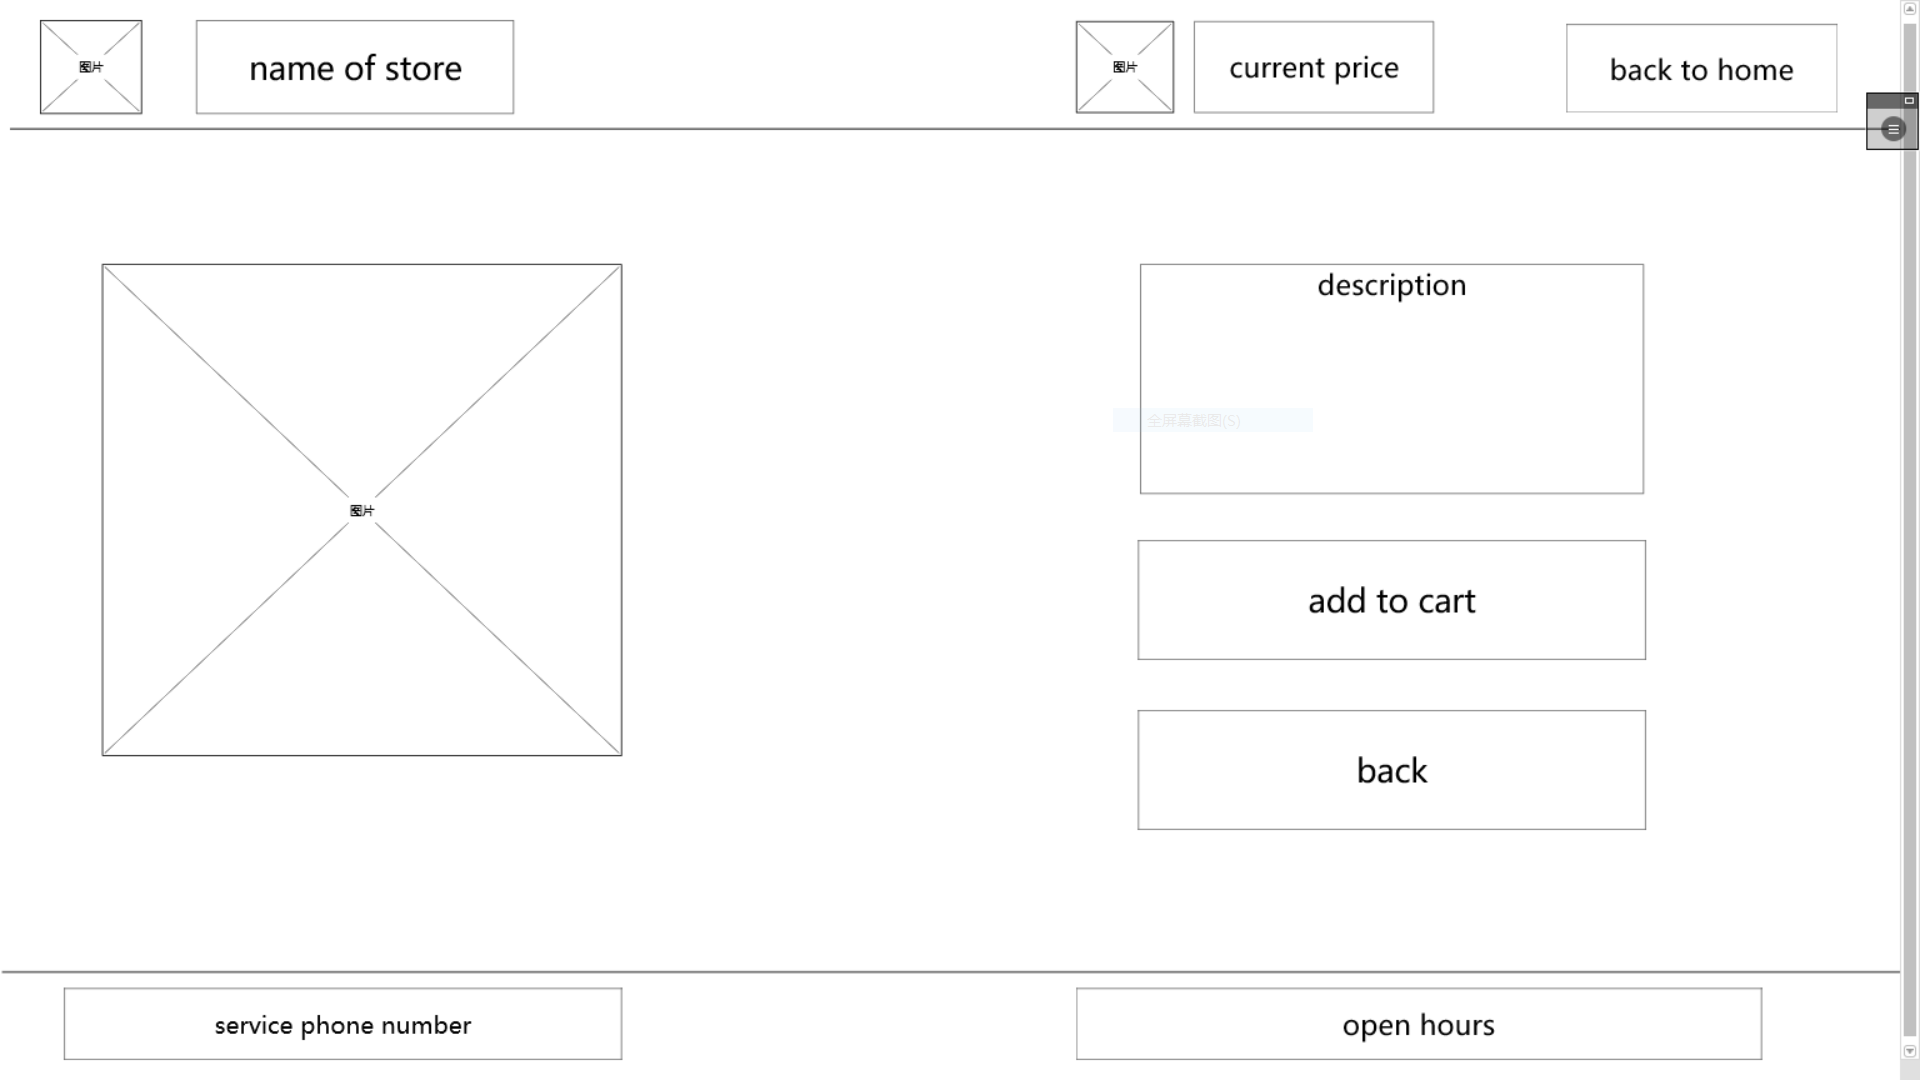 图片
name of store
图片
current price
back to home
description
全屏幕截图(S)
图片
add to cart
back
service phone number
open hours